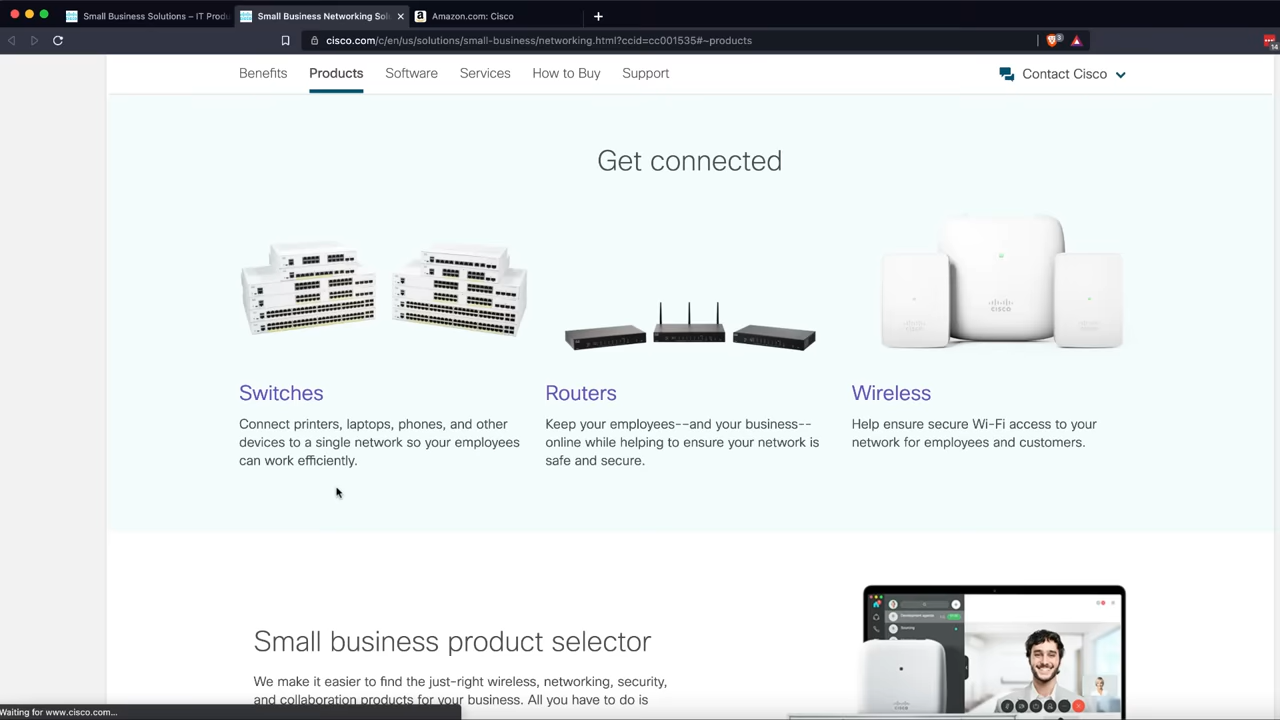 Small Business Solutions – IT Produ
Small Business Networking Sol
Amazon.com: Cisco
cisco.com/c/en/us/solutions/small-business/networking.html?ccid=cc001535#~products
3
14
Benefits
Products
Software
Services
How to Buy
Support
Contact Cisco
Get connected
cisco
Switches
Connect printers, laptops, phones, and other
devices to a single network so your employees
can work efficiently.
Routers
Keep your employees--and your business--
online while helping to ensure your network is
safe and secure.
Wireless
Help ensure secure Wi-Fi access to your
network for employees and customers.
Small business product selector
We make it easier to find the just-right wireless, networking, security,
and collaboration products for your business. All you have to do is
cisco
Waiting for www.cisco.com...